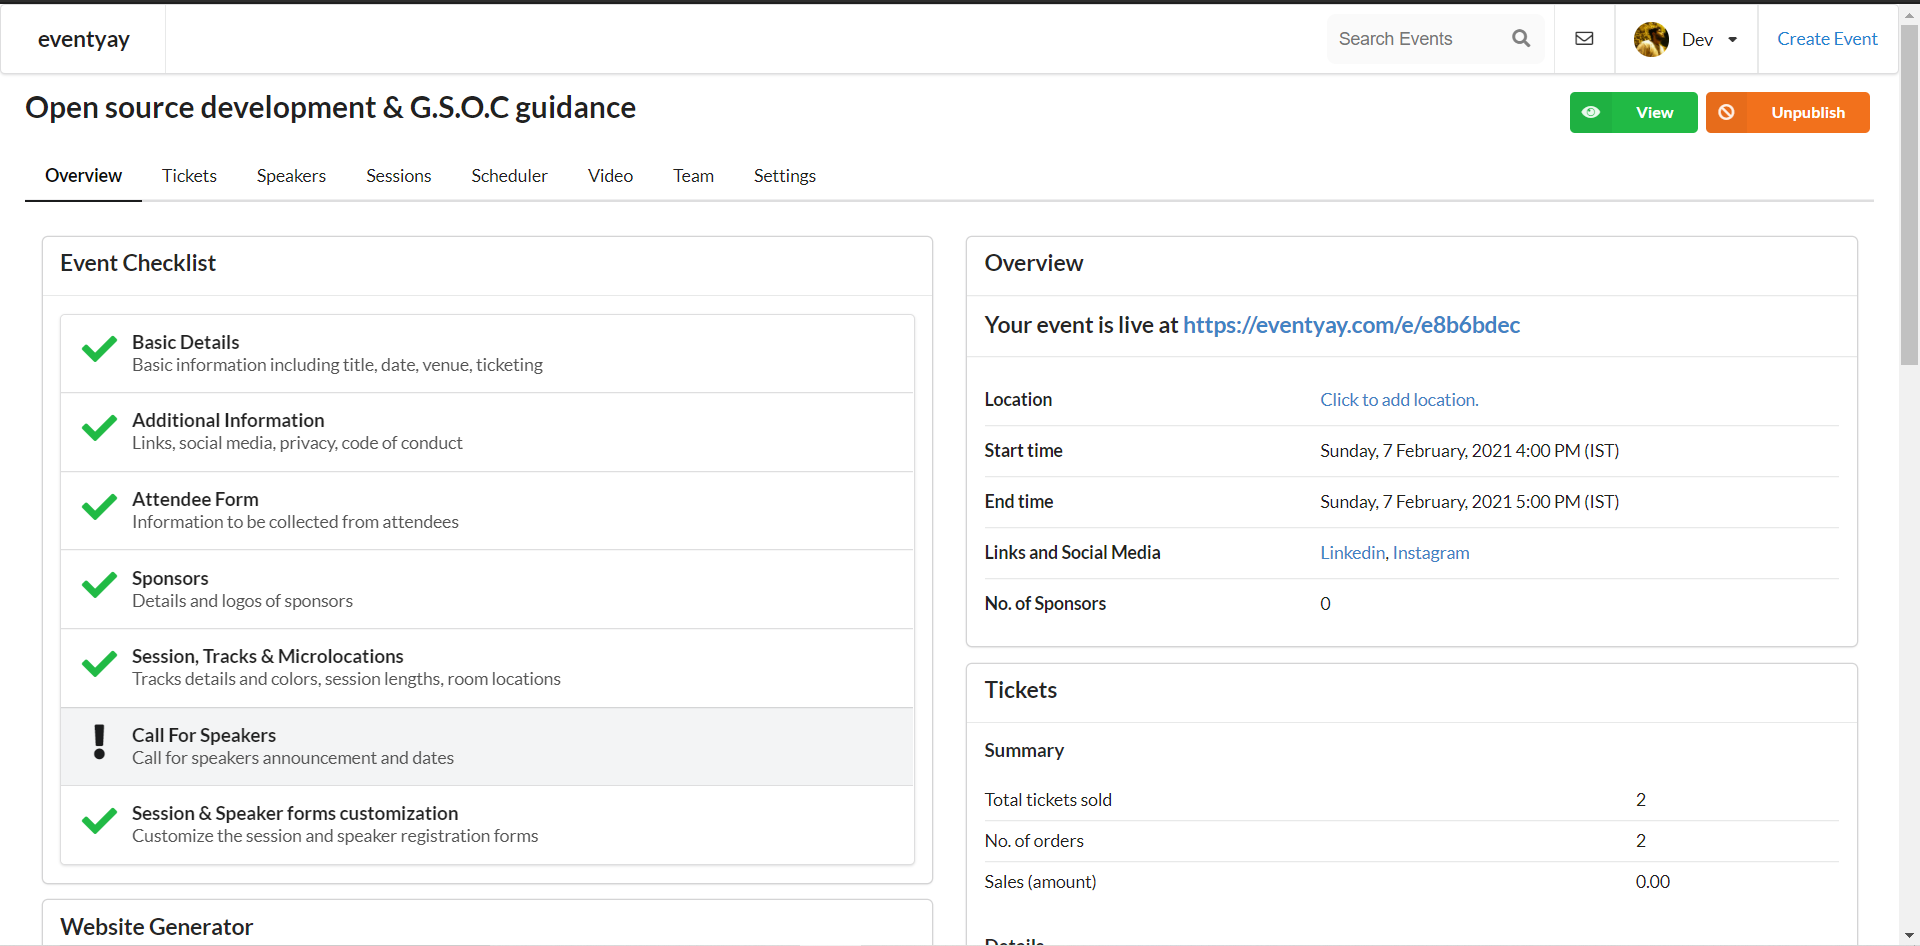 eventyay
Search Events
Dev
Create Event
Open source development & G.S.O.C guidance
View
Unpublish
Overview
Tickets
Speakers
Sessions
Scheduler
Video
Team
Settings
Event Checklist
Basic Details
Basic information including title, date, venue, ticketing
Additional Information
Links, social media, privacy, code of conduct
Attendee Form
Information to be collected from attendees
Sponsors
Details and logos of sponsors
Session, Tracks & Microlocations
Tracks details and colors, session lengths, room locations
Call For Speakers
Call for speakers announcement and dates
Session & Speaker forms customization
Customize the session and speaker registration forms
Website Generator
Overview
Your event is live at https://eventyay.com/e/e8b6bdec
Location Click to add location.
Start time Sunday, 7 February, 2021 4:00 PM (IST)
End time Sunday, 7 February, 2021 5:00 PM (IST)
Links and Social Media Linkedin, Instagram
No. of Sponsors 0
Tickets
Summary
Total tickets sold 2
No. of orders 2
Sales (amount) 0.00
Details